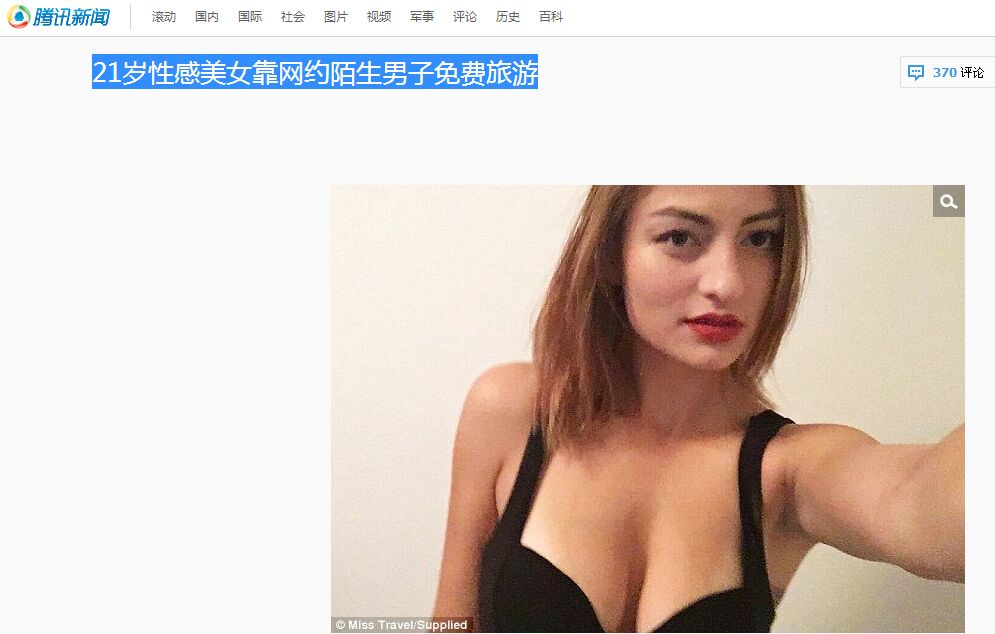 腾讯新闻 滚动 国内 国际 社会 图片 视频 军事 评论 历史 百科
21岁性感美女靠网约陌生男子免费旅游
370 评论
© Miss Travel/Supplied